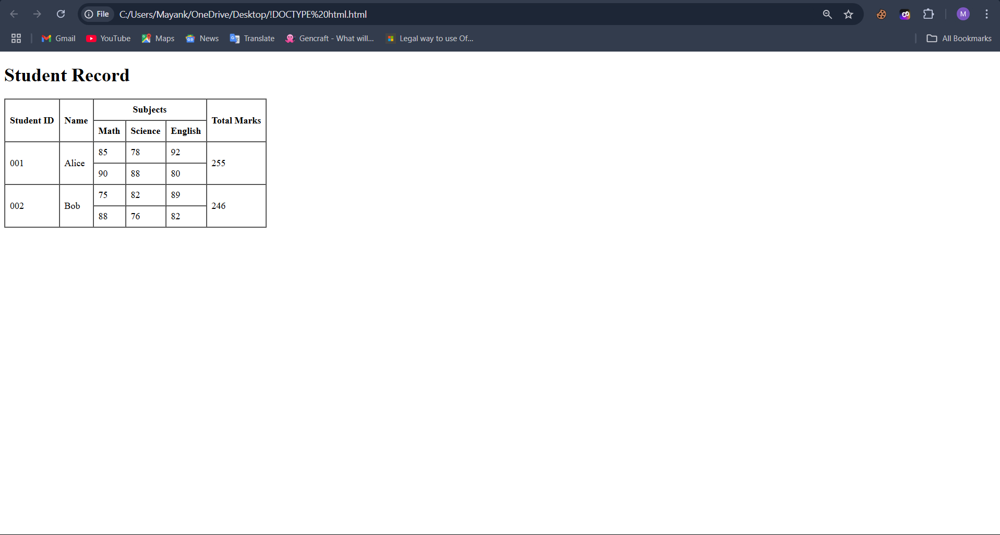 File C:/Users/Mayank/OneDrive/Desktop/!DOCTYPE%20html.html M
Gmail YouTube Maps News Translate Gencraft - What will... Legal way to use Of... All Bookmarks
Student Record
Student ID Name Subjects Total Marks
Math Science English
001 Alice 85 78 92 255
90 88 80
002 Bob 75 82 89 246
88 76 82